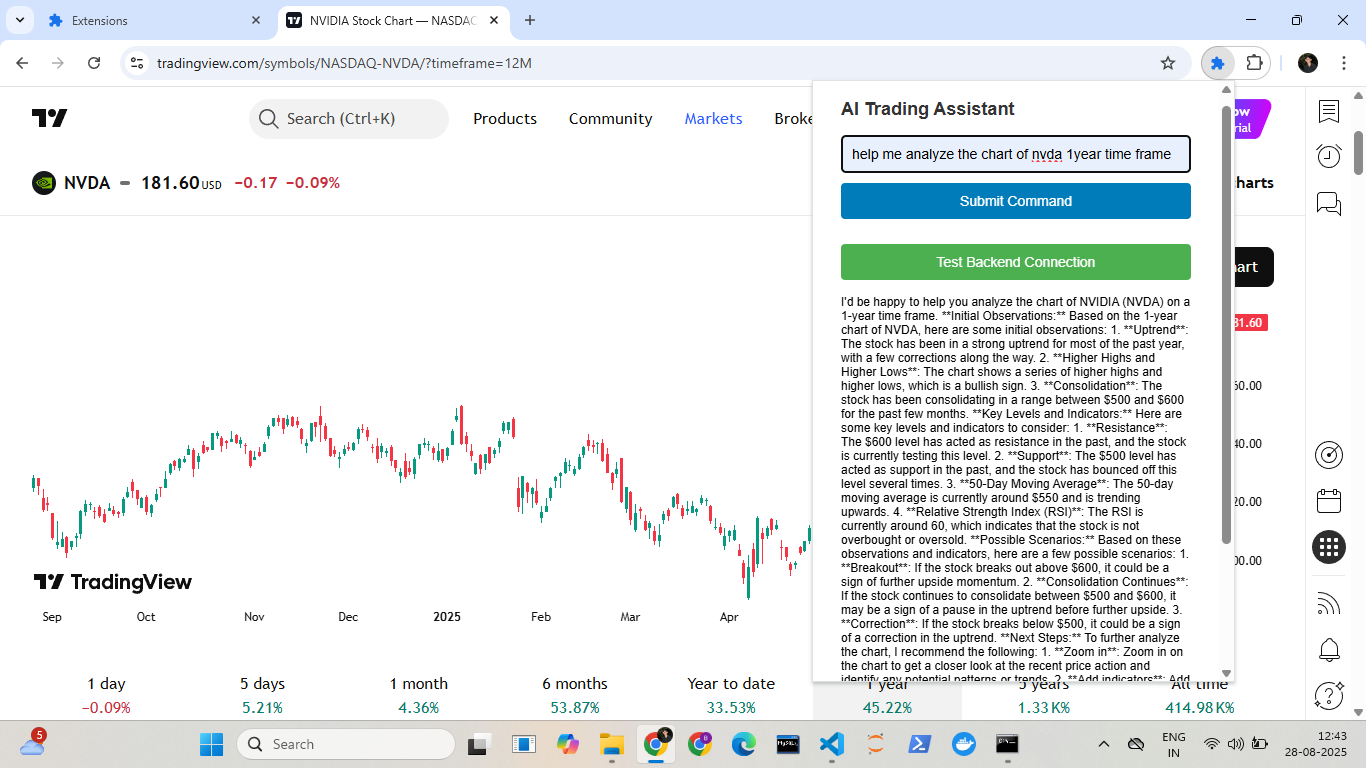 Extensions
NVIDIA Stock Chart — NASDAQ
tradingview.com/symbols/NASDAQ-NVDA/?timeframe=12M
Search (Ctrl+K)
Products
Community
Markets
Broke
NVDA
181.60 USD
−0.17 −0.09%
AI Trading Assistant
help me analyze the chart of nvda 1year time frame
Submit Command
Test Backend Connection
I'd be happy to help you analyze the chart of NVIDIA (NVDA) on a
1-year time frame. **Initial Observations:** Based on the 1-year
chart of NVDA, here are some initial observations: 1. **Uptrend**:
The stock has been in a strong uptrend for most of the past year,
with a few corrections along the way. 2. **Higher Highs and
Higher Lows**: The chart shows a series of higher highs and
higher lows, which is a bullish sign. 3. **Consolidation**: The
stock has been consolidating in a range between $500 and $600
for the past few months. **Key Levels and Indicators:** Here are
some key levels and indicators to consider: 1. **Resistance**:
The $600 level has acted as resistance in the past, and the stock
is currently testing this level. 2. **Support**: The $500 level has
acted as support in the past, and the stock has bounced off this
level several times. 3. **50-Day Moving Average**: The 50-day
moving average is currently around $550 and is trending
upwards. 4. **Relative Strength Index (RSI)**: The RSI is
currently around 60, which indicates that the stock is not
overbought or oversold. **Possible Scenarios:** Based on these
observations and indicators, here are a few possible scenarios: 1.
**Breakout**: If the stock breaks out above $600, it could be a
sign of further upside momentum. 2. **Consolidation Continues**:
If the stock continues to consolidate between $500 and $600, it
may be a sign of a pause in the uptrend before further upside. 3.
**Correction**: If the stock breaks below $500, it could be a sign
of a correction in the uptrend. **Next Steps:** To further analyze
the chart, I recommend the following: 1. **Zoom in**: Zoom in on
the chart to get a closer look at the recent price action and
identify any potential patterns or trends. 2. **Add indicators**: Add
ow
rial
harts
art
31.60
60.00
40.00
20.00
00.00
TradingView
Sep
Oct
Nov
Dec
2025
Feb
Mar
Apr
1 day
−0.09%
5 days
5.21%
1 month
4.36%
6 months
53.87%
Year to date
33.53%
1 year
45.22%
5 years
1.33K%
All time
414.98K%
5
Search
ENG
IN
12:43
28-08-2025